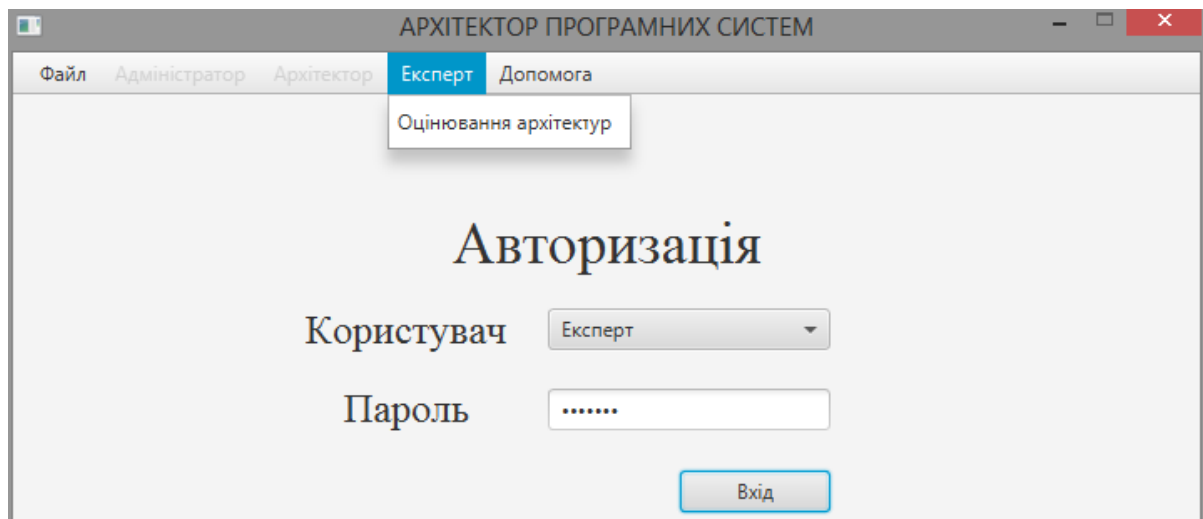 АРХІТЕКТОР ПРОГРАМНИХ СИСТЕМ
Файл Адміністратор Архітектор Експерт Допомога
Оцінювання архітектур
Авторизація
Користувач Експерт
Пароль •••••••
Вхід